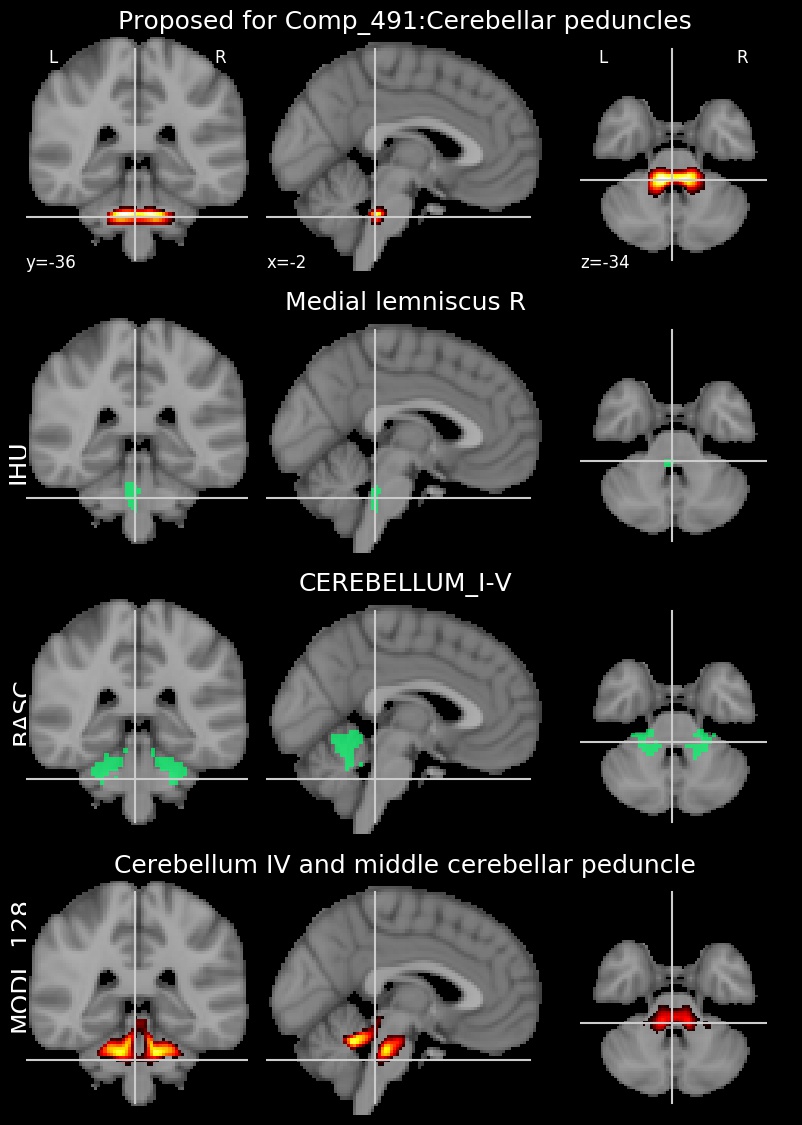 Proposed for Comp_491:Cerebellar peduncles
L R L R
y=-36 x=-2 z=-34
Medial lemniscus R
IHU
CEREBELLUM_I-V
BASC
Cerebellum IV and middle cerebellar peduncle
MODL_128